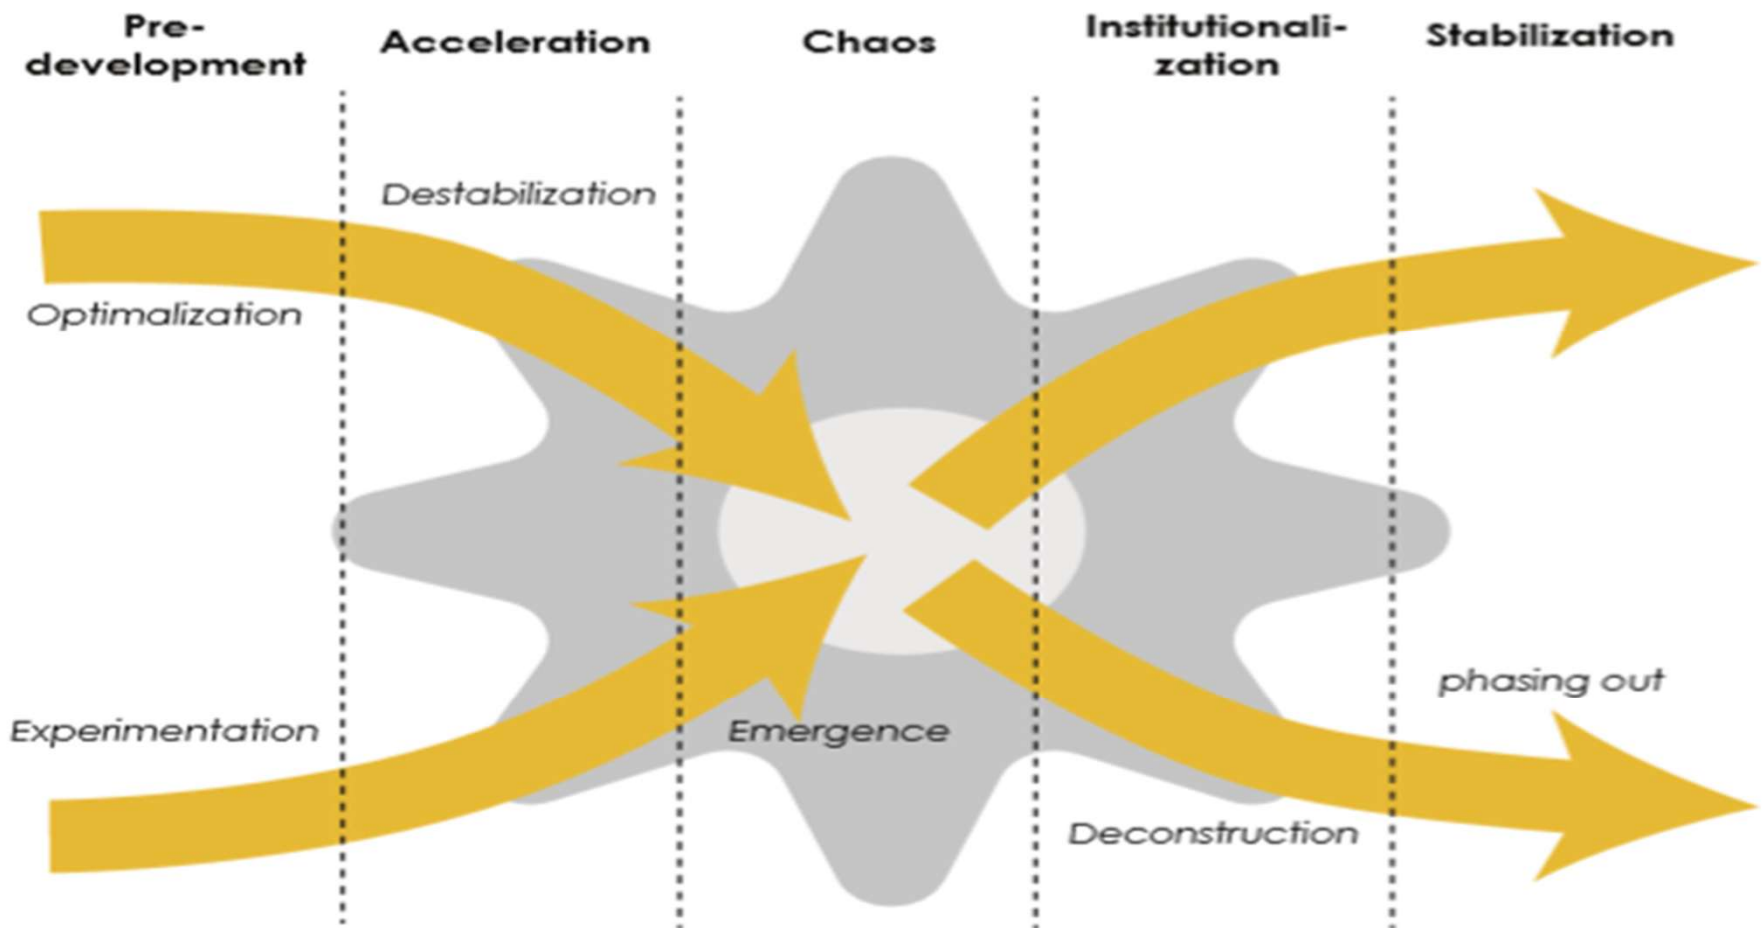 Pre-
development
Acceleration
Chaos
Institutionali-
zation
Stabilization
Destabilization
Optimalization
phasing out
Experimentation
Emergence
Deconstruction